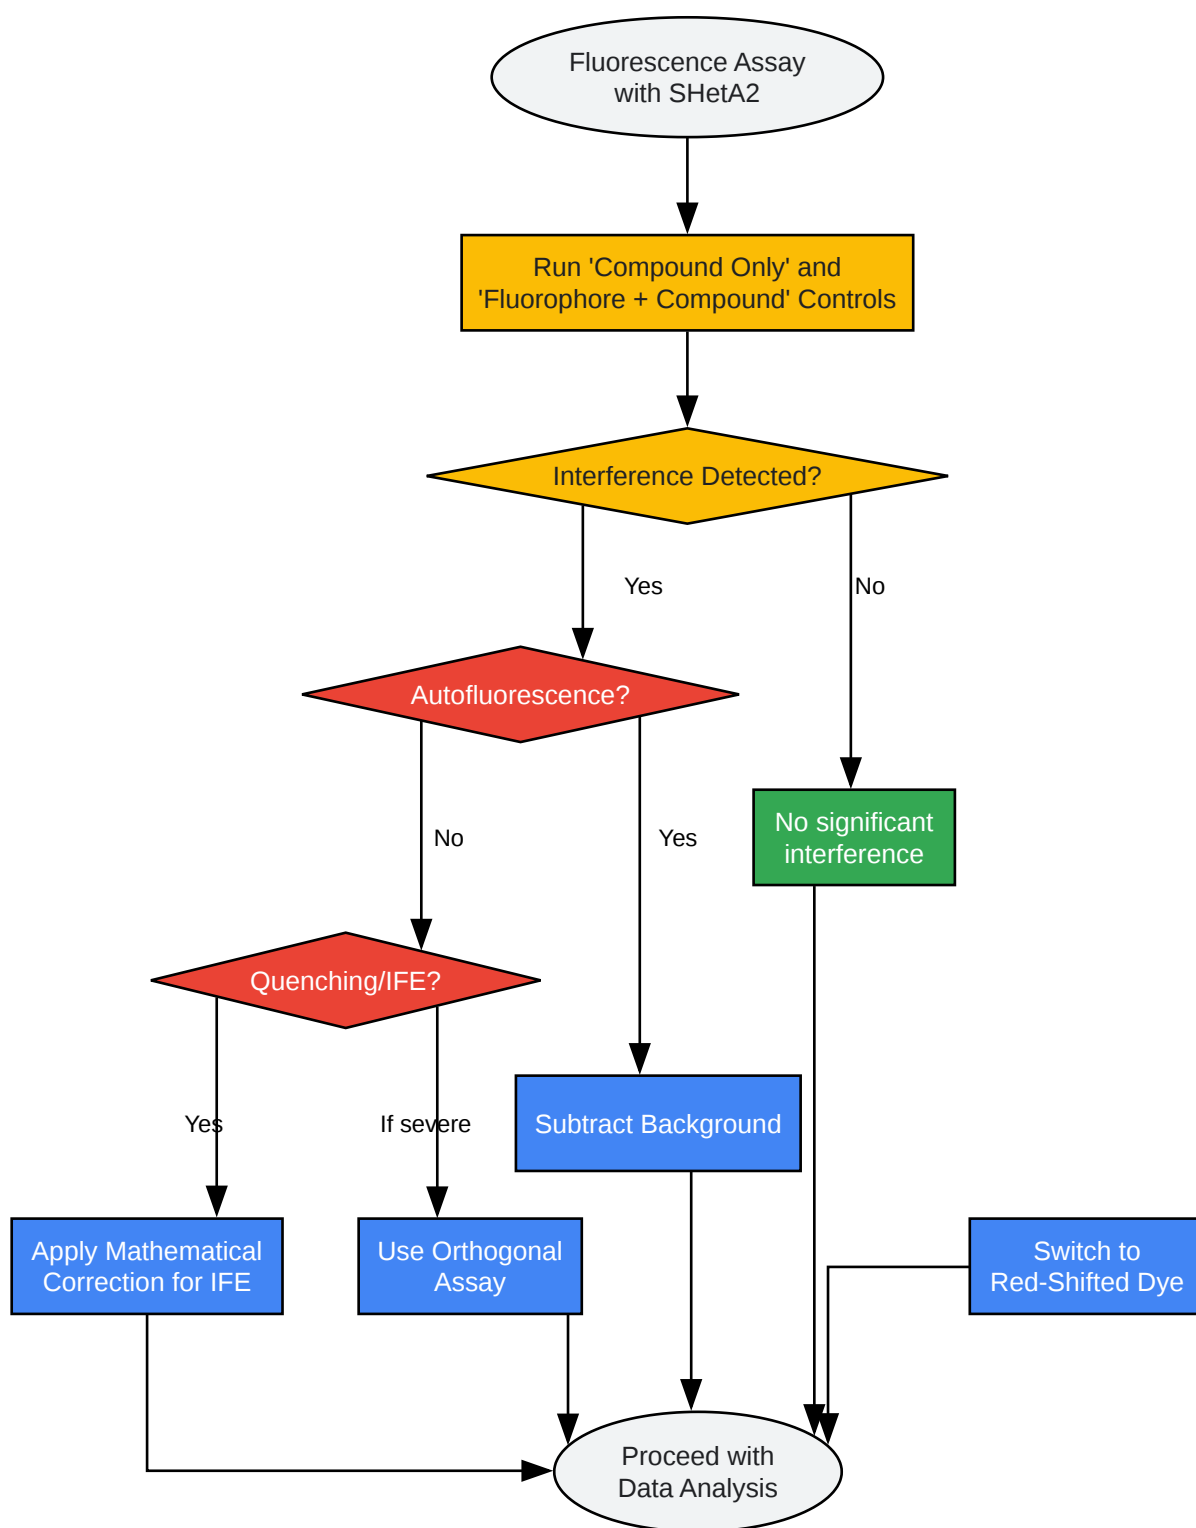 Fluorescence Assay
with SHetA2
Run 'Compound Only' and
'Fluorophore + Compound' Controls
Interference Detected?
Yes
No
Autofluorescence?
No significant
interference
No
Yes
Quenching/IFE?
Yes
If severe
Subtract Background
Apply Mathematical
Correction for IFE
Use Orthogonal
Assay
Switch to
Red-Shifted Dye
Proceed with
Data Analysis